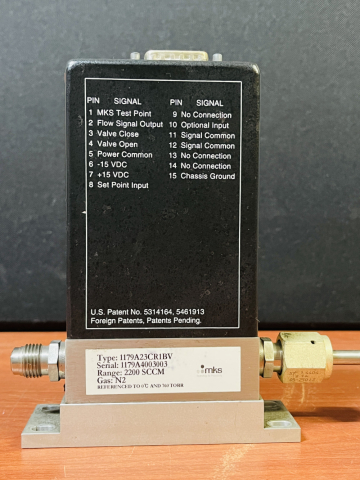 PIN SIGNAL
1 MKS Test Point
2 Flow Signal Output
3 Valve Close
4 Valve Open
5 Power Common
6 -15 VDC
7 +15 VDC
8 Set Point Input
PIN SIGNAL
9 No Connection
10 Optional Input
11 Signal Common
12 Signal Common
13 No Connection
14 No Connection
15 Chassis Ground
U.S. Patent No. 5314164, 5461913
Foreign Patents, Patents Pending.
Type: 1179A23CR1BV
Serial: 1179A4003003
Range: 2200 SCCM
Gas: N2
REFERENCED TO 0°C AND 760 TORR
mks